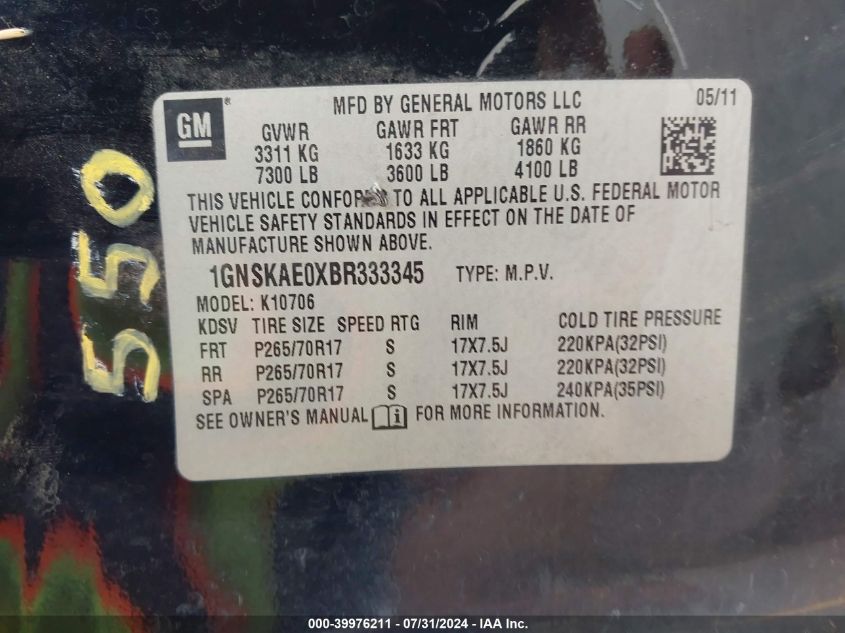 GM®
MFD BY GENERAL MOTORS LLC 05/11
GVWR GAWR FRT GAWR RR
3311 KG 1633 KG 1860 KG
7300 LB 3600 LB 4100 LB
THIS VEHICLE CONFORMS TO ALL APPLICABLE U.S. FEDERAL MOTOR
VEHICLE SAFETY STANDARDS IN EFFECT ON THE DATE OF
MANUFACTURE SHOWN ABOVE.
1GNSKAE0XBR333345 TYPE: M.P.V.
MODEL: K10706
KDSV TIRE SIZE SPEED RTG RIM COLD TIRE PRESSURE
FRT P265/70R17 S 17X7.5J 220KPA(32PSI)
RR P265/70R17 S 17X7.5J 220KPA(32PSI)
SPA P265/70R17 S 17X7.5J 240KPA(35PSI)
SEE OWNER'S MANUAL i FOR MORE INFORMATION.
550
000-39976211 - 07/31/2024 - IAA Inc.